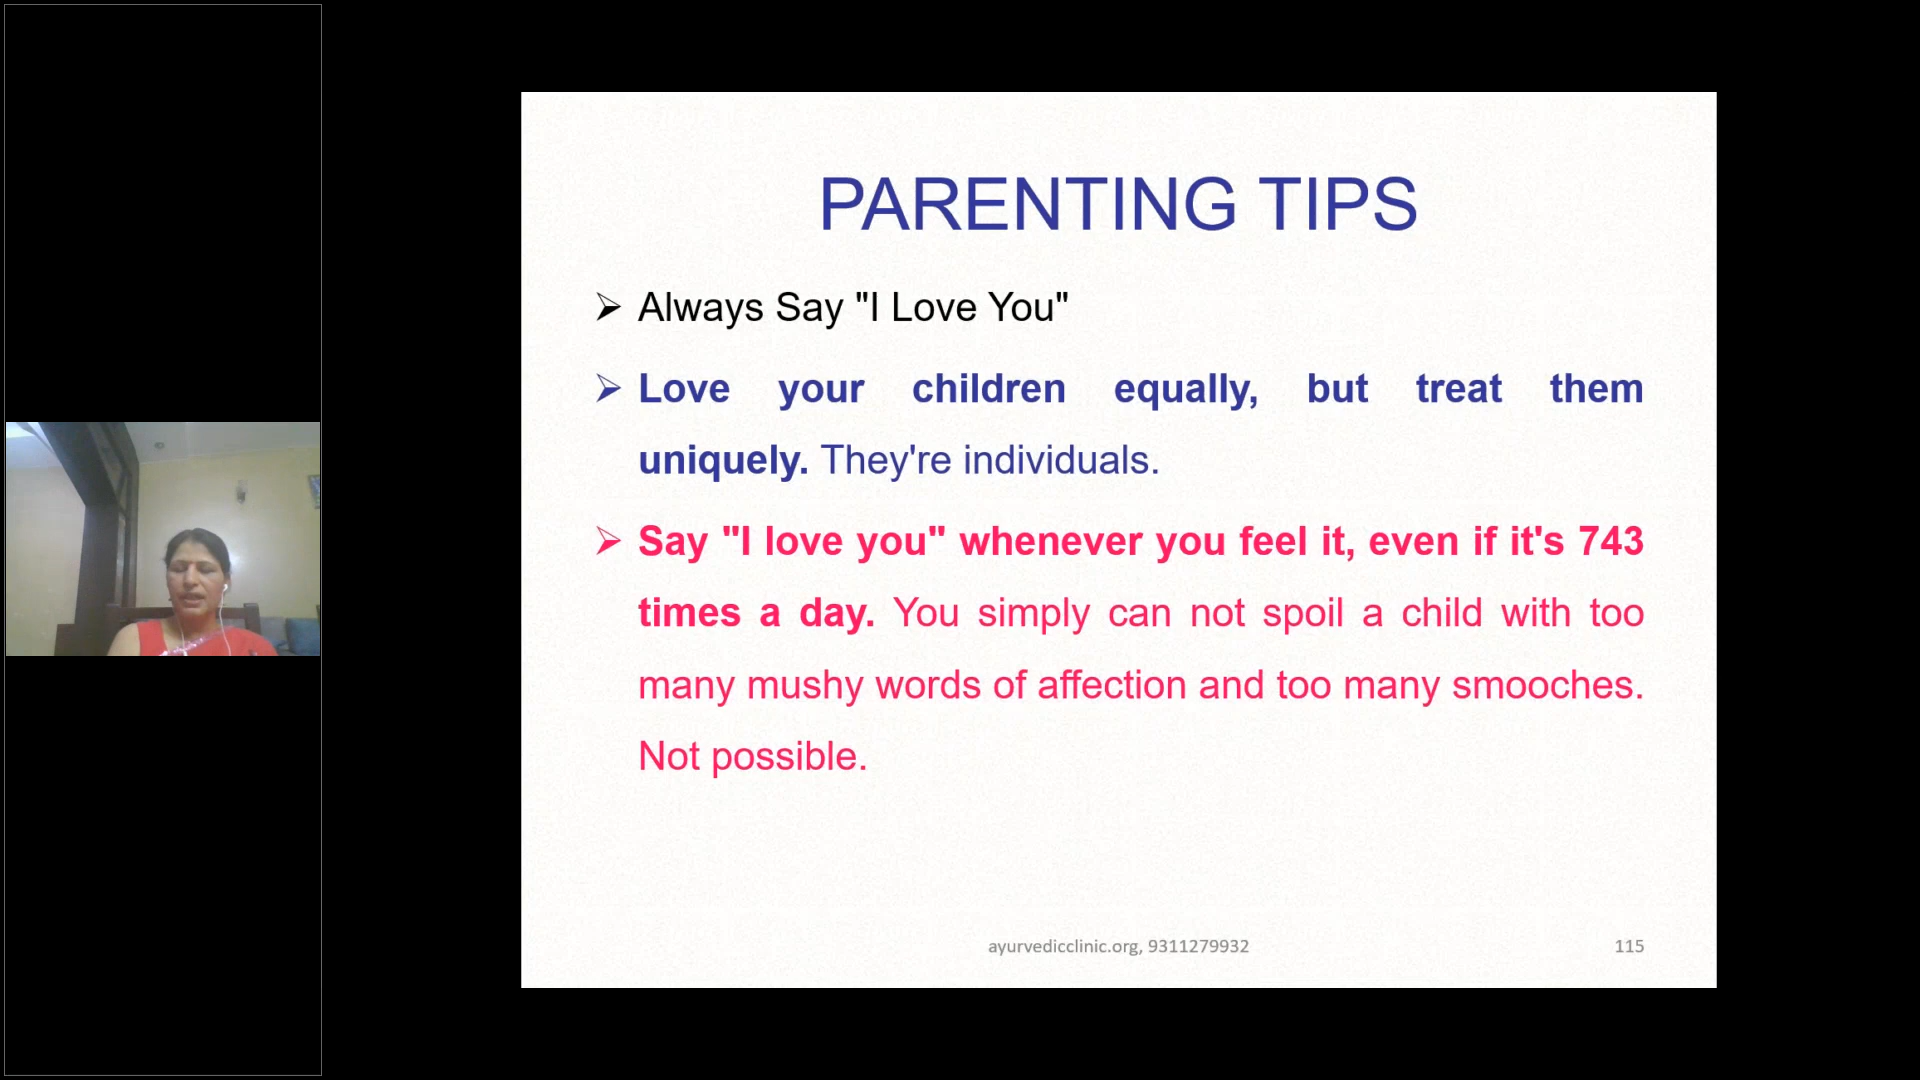 PARENTING TIPS
➢ Always Say "I Love You"
➢ Love your children equally, but treat them
uniquely. They're individuals.
➢ Say "I love you" whenever you feel it, even if it's 743
times a day. You simply can not spoil a child with too
many mushy words of affection and too many smooches.
Not possible.
ayurvedicclinic.org, 9311279932
115